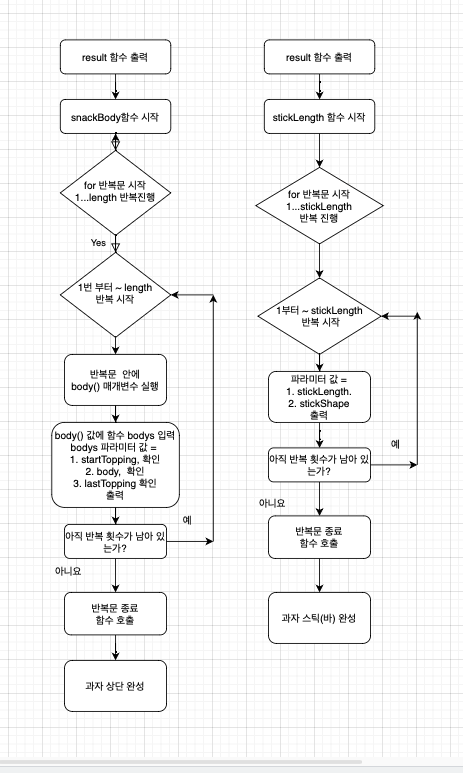 result 함수 출력
snackBody함수 시작
for 반복문 시작
1...length 반복진행
Yes
1번 부터 ~ length
반복 시작
반복문 안에
body() 매개변수 실행
body() 값에 함수 bodys 입력
bodys 파라미터 값 =
1. startTopping, 확인
2. body, 확인
3. lastTopping 확인
출력
예
아직 반복 횟수가 남아 있
는가?
아니요
반복문 종료
함수 호출
과자 상단 완성
result 함수 출력
stickLength 함수 시작
for 반복문 시작
1...stickLength
반복 진행
1부터 ~ stickLength
반복 시작
파라미터 값 =
1. stickLength.
2. stickShape
출력
예
아직 반복 횟수가 남아 있
는가?
아니요
반복문 종료
함수 호출
과자 스틱(바) 완성